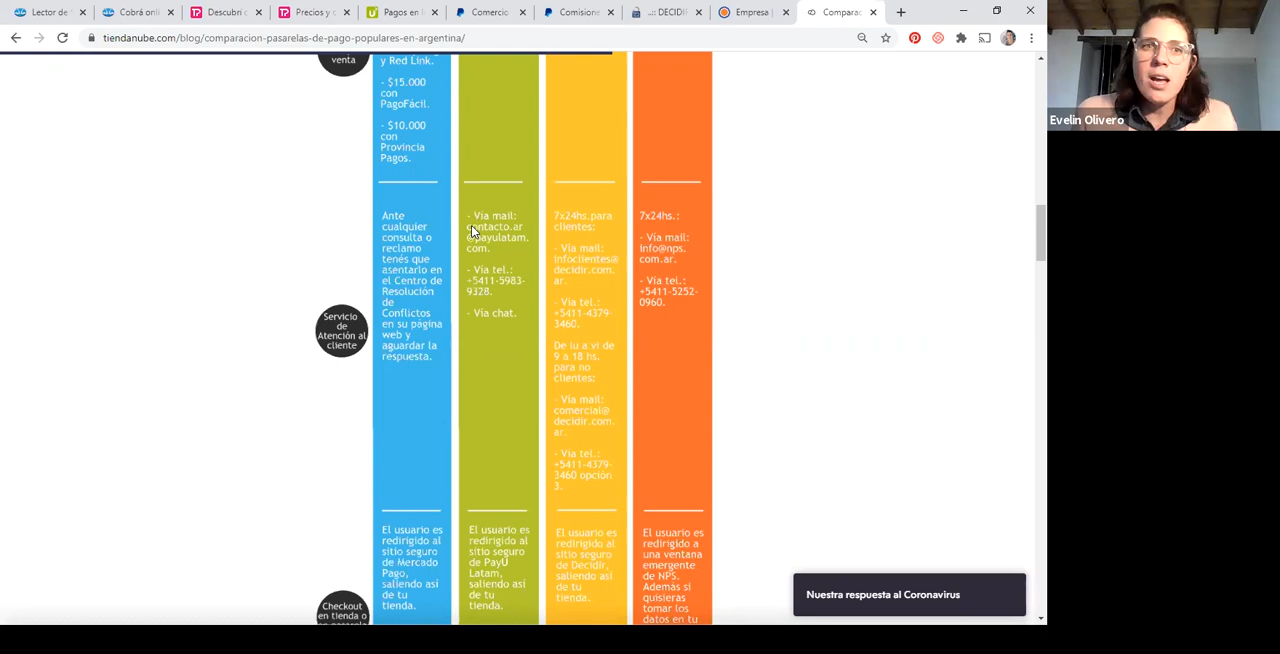 Lector de
Cobrá onl
Descubrí
Precios y c
Pagos en
Comercio
Comisione
..:: DECIDI
Empresa |
Compara
tiendanube.com/blog/comparacion-pasarelas-de-pago-populares-en-argentina/
venta
y Red Link.
- $15.000
con
PagoFácil.
- $10.000
con
Provincia
Pagos.
Servicio
de
Atención al
cliente
Ante
cualquier
consulta o
reclamo
tenés que
asentarlo en
el Centro de
Resolución
de
Conflictos
en su página
web y
aguardar la
respuesta.
- Vía mail:
contacto.ar
@payulatam.
com.
- Vía tel.:
+5411-5983-
9328.
- Vía chat.
7x24hs.para
clientes:
- Vía mail:
infoclientes@
decidir.com.
ar.
- Vía tel.:
+5411-4379-
3460.
De lu a vi de
9 a 18 hs.
para no
clientes:
- Vía mail:
comercial@
decidir.com.
ar.
- Vía tel.:
+5411-4379-
3460 opción
3.
7x24hs.:
- Vía mail:
info@nps.
com.ar.
- Vía tel.:
+5411-5252-
0960.
Checkout
en tienda o
El usuario es
redirigido al
sitio seguro
de Mercado
Pago,
saliendo así
de tu
tienda.
El usuario es
redirigido al
sitio seguro
de PayU
Latam,
saliendo así
de tu
tienda.
El usuario es
redirigido al
sitio seguro
de Decidir,
saliendo así
de tu
tienda.
El usuario es
redirigido a
una ventana
emergente
de NPS.
Además si
quisieras
tomar los
datos en tu
Nuestra respuesta al Coronavirus
Evelin Olivero